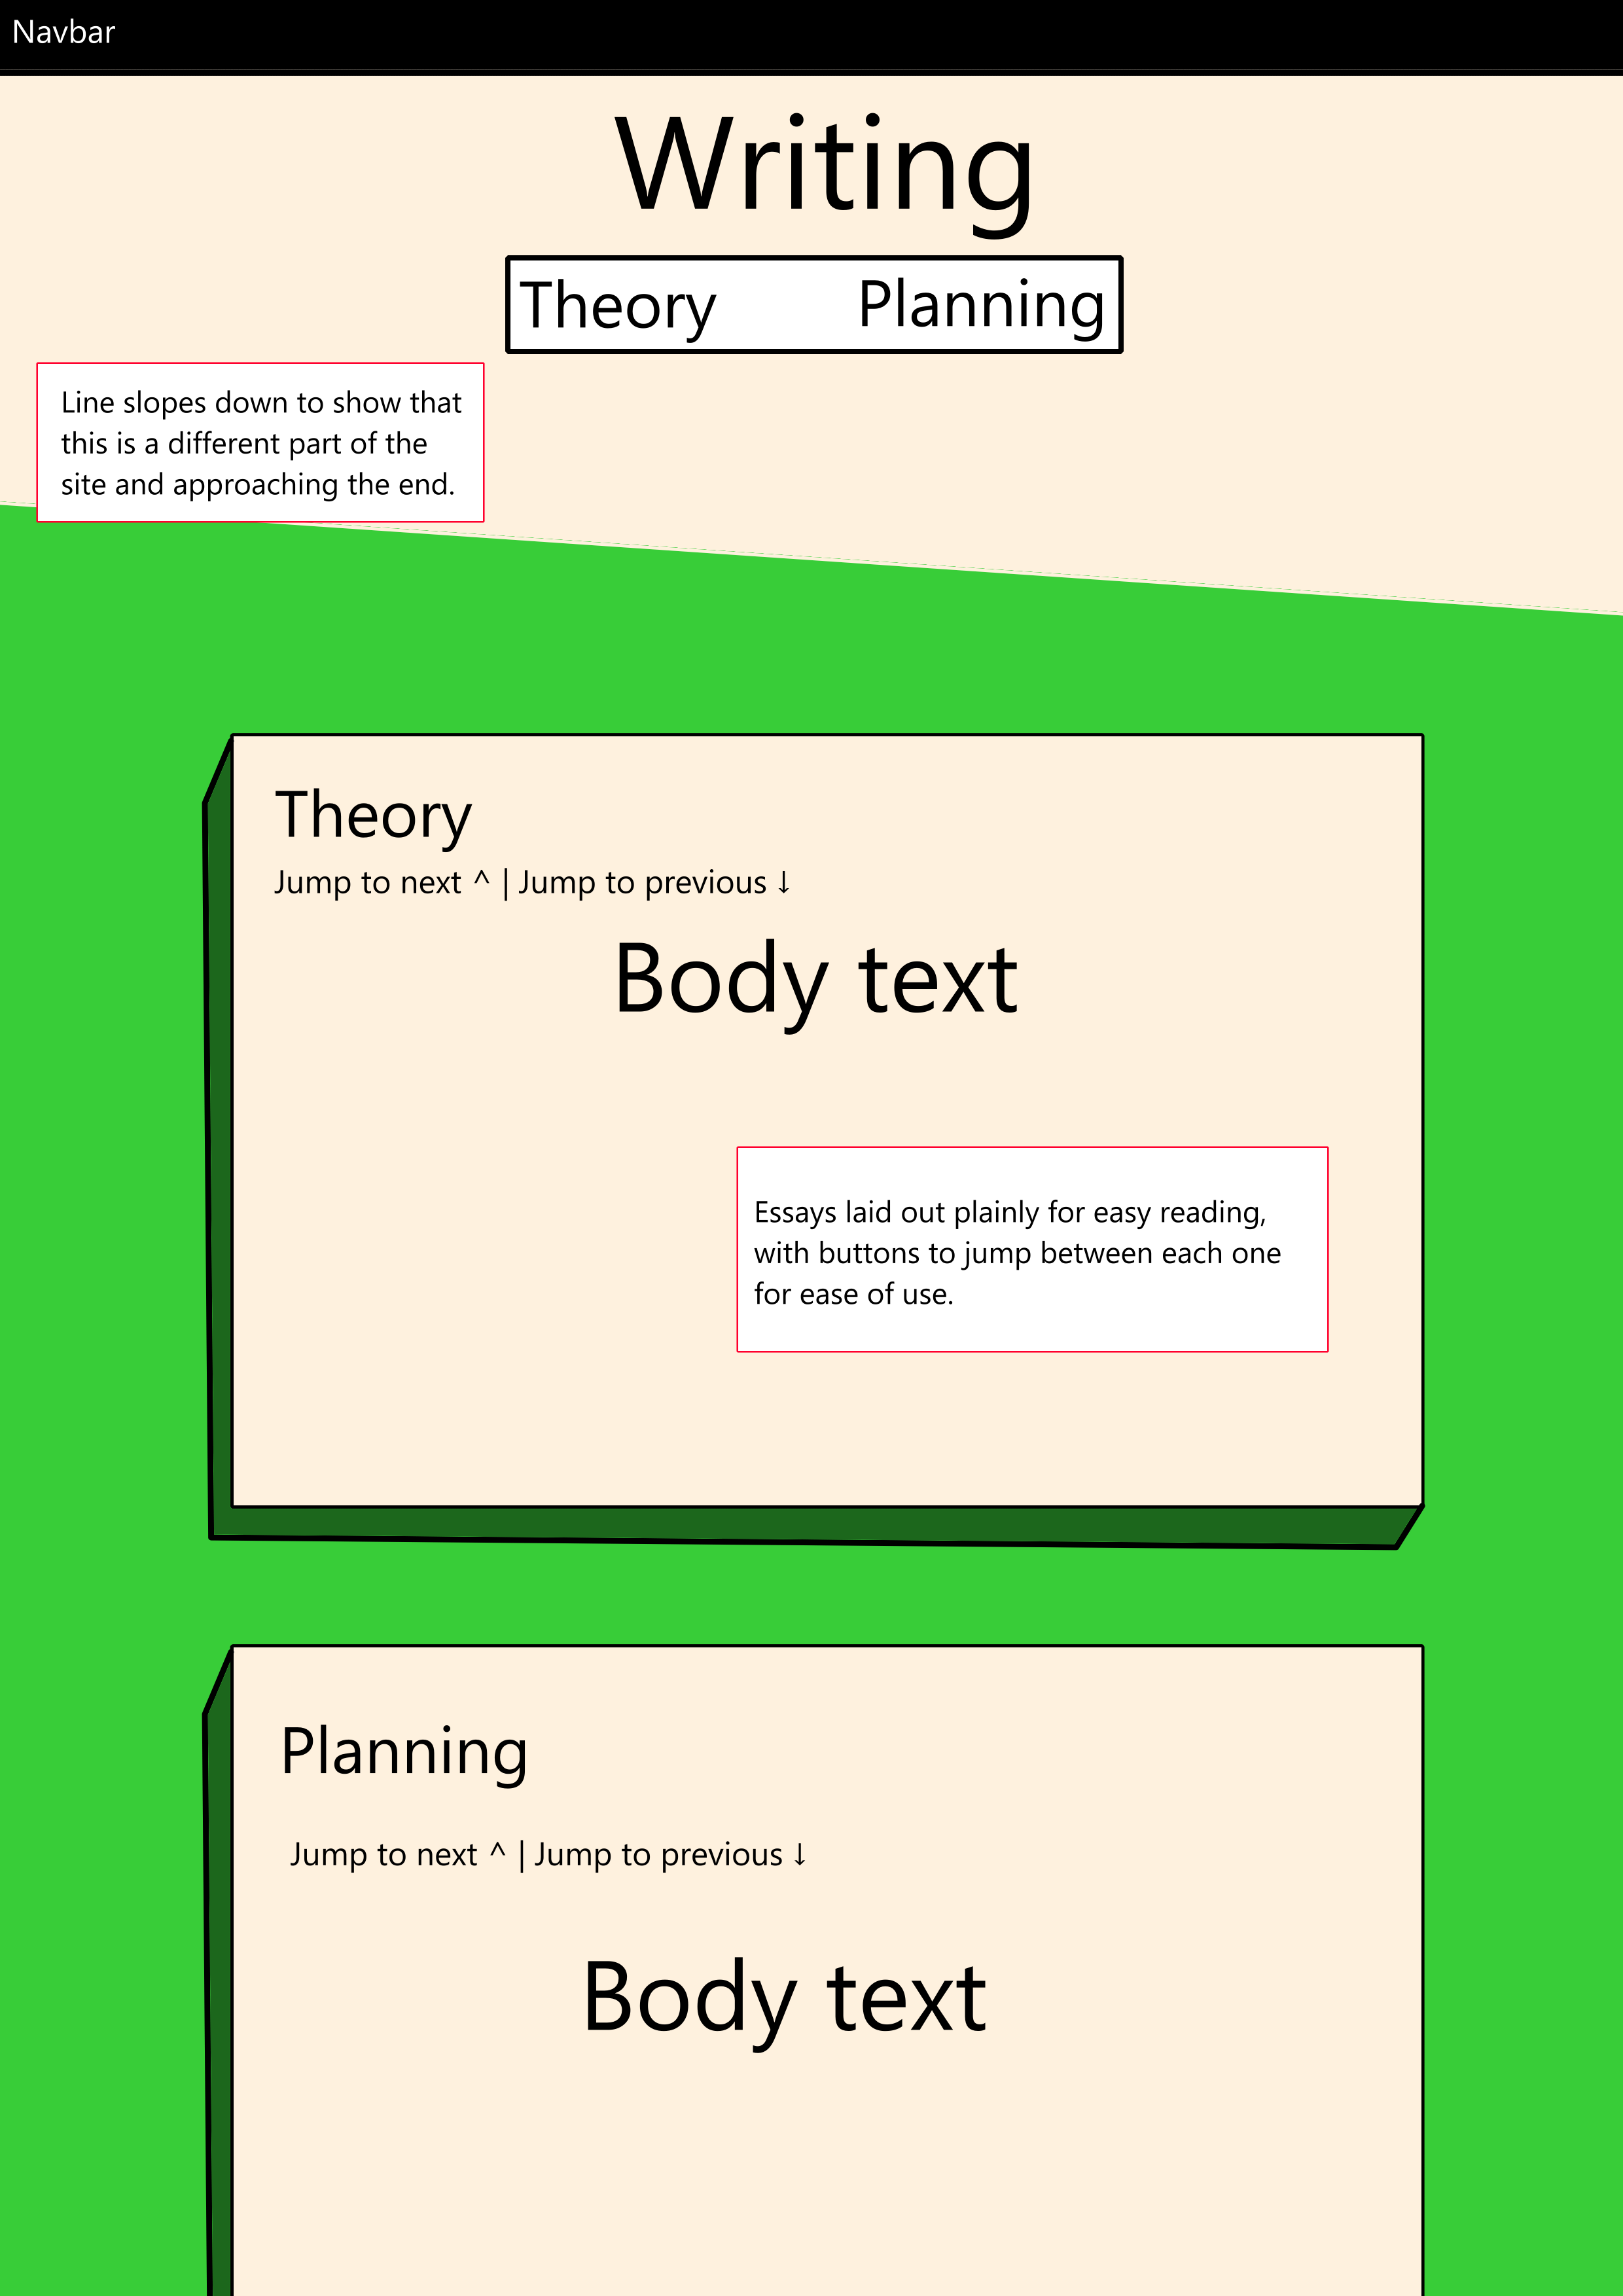 Navbar
Writing
Theory Planning
Line slopes down to show that
this is a different part of the
site and approaching the end.
Theory
Jump to next ^ | Jump to previous ↓
Body text
Essays laid out plainly for easy reading,
with buttons to jump between each one
for ease of use.
Planning
Jump to next ^ | Jump to previous ↓
Body text